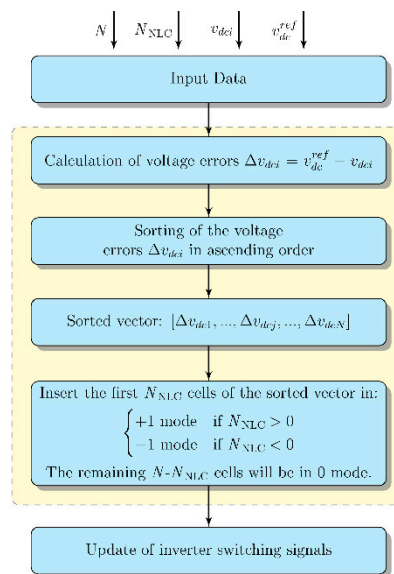 N N_NLC v_dci v_dc^ref
Input Data
Calculation of voltage errors Δv_dci = v_dc^ref − v_dci
Sorting of the voltage
errors Δv_dci in ascending order
Sorted vector: [Δv_dc1, ..., Δv_dcj, ..., Δv_dcN]
Insert the first N_NLC cells of the sorted vector in:
{+1 mode if N_NLC > 0
−1 mode if N_NLC < 0
The remaining N-N_NLC cells will be in 0 mode.
Update of inverter switching signals